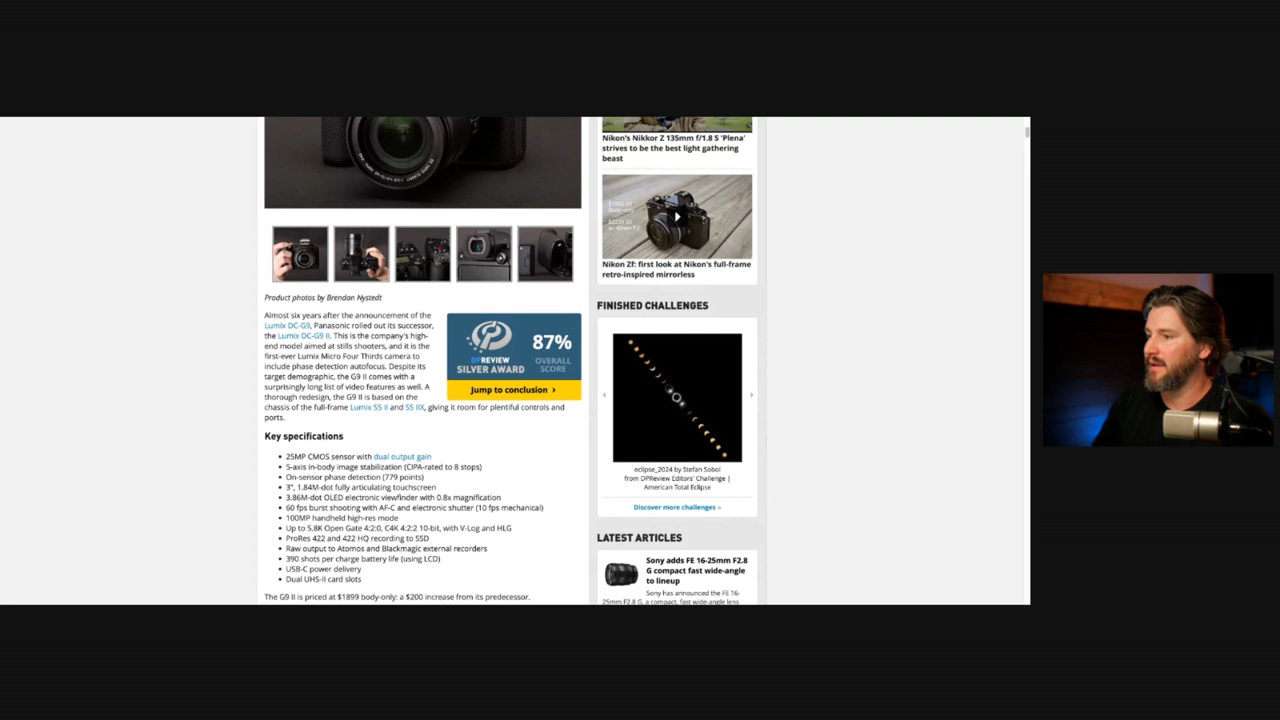 Product photos by Brendan Nystedt
Almost six years after the announcement of the
Lumix DC-G9, Panasonic rolled out its successor,
the Lumix DC-G9 II. This is the company's high-
end model aimed at stills shooters, and it is the
first-ever Lumix Micro Four Thirds camera to
include phase detection autofocus. Despite its
target demographic, the G9 II comes with a
surprisingly long list of video features as well. A
thorough redesign, the G9 II is based on the
chassis of the full-frame Lumix S5 II and S5 IIX, giving it room for plentiful controls and
ports.
DPREVIEW
SILVER AWARD
87%
OVERALL
SCORE
Jump to conclusion >
Key specifications
• 25MP CMOS sensor with dual output gain
• 5-axis in-body image stabilization (CIPA-rated to 8 stops)
• On-sensor phase detection (779 points)
• 3", 1.84M-dot fully articulating touchscreen
• 3.86M-dot OLED electronic viewfinder with 0.8x magnification
• 60 fps burst shooting with AF-C and electronic shutter (10 fps mechanical)
• 100MP handheld high-res mode
• Up to 5.8K Open Gate 4:2:0, C4K 4:2:2 10-bit, with V-Log and HLG
• ProRes 422 and 422 HQ recording to SSD
• Raw output to Atomos and Blackmagic external recorders
• 390 shots per charge battery life (using LCD)
• USB-C power delivery
• Dual UHS-II card slots
The G9 II is priced at $1899 body-only: a $200 increase from its predecessor.
Nikon's Nikkor Z 135mm f/1.8 S 'Plena'
strives to be the best light gathering
beast
Nikon Zf: first look at Nikon's full-frame
retro-inspired mirrorless
FINISHED CHALLENGES
eclipse_2024 by Stefan Sobol
from DPReview Editors' Challenge |
American Total Eclipse
Discover more challenges »
LATEST ARTICLES
Sony adds FE 16-25mm F2.8
G compact fast wide-angle
to lineup
Sony has announced the FE 16-
25mm F2.8 G, a compact, fast wide-angle lens